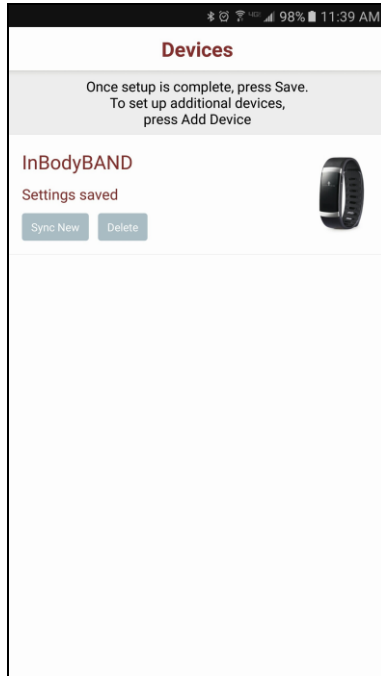 98% 11:39 AM
Devices
Once setup is complete, press Save.
To set up additional devices,
press Add Device
InBodyBAND
Settings saved
Sync New Delete